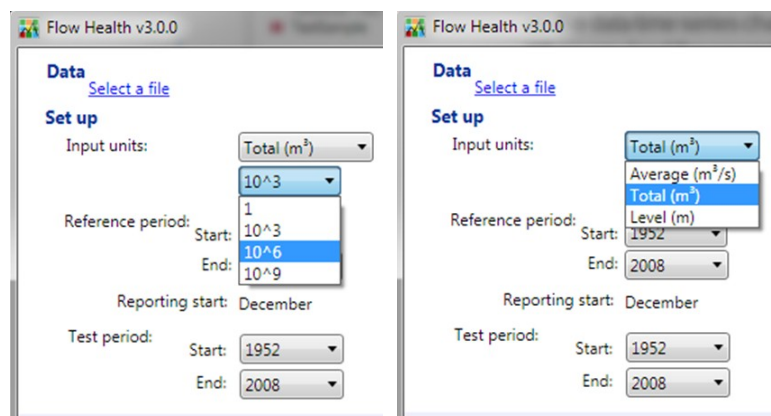 Flow Health v3.0.0
Data
Select a file
Set up
Input units:
Total (m³)
10^3
1
10^3
10^6
10^9
Reference period:
Start:
End:
Reporting start: December
Test period:
Start: 1952
End: 2008
Flow Health v3.0.0
Data
Select a file
Set up
Input units:
Total (m³)
Average (m³/s)
Total (m³)
Level (m)
Reference period:
Start: 1952
End: 2008
Reporting start: December
Test period:
Start: 1952
End: 2008